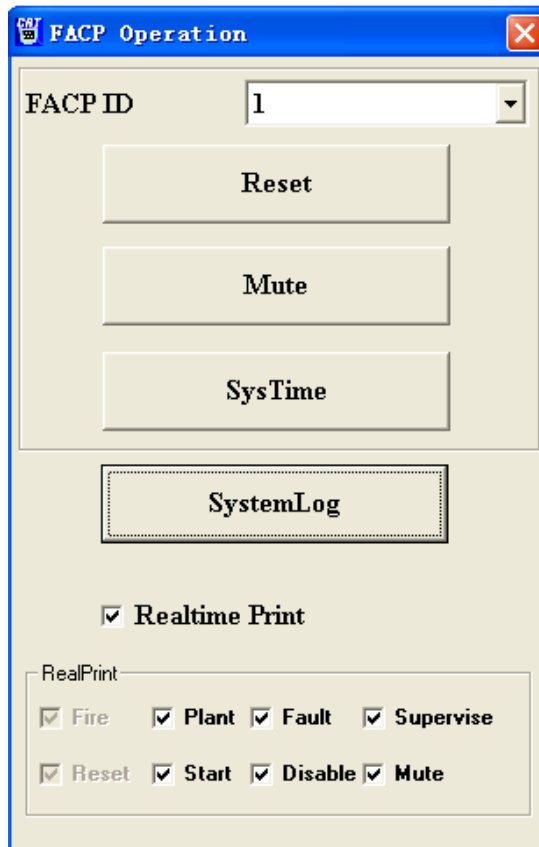 CRT FACP Operation
FACP ID 1
Reset
Mute
SysTime
SystemLog
Realtime Print
RealPrint
Fire Plant Fault Supervise
Reset Start Disable Mute